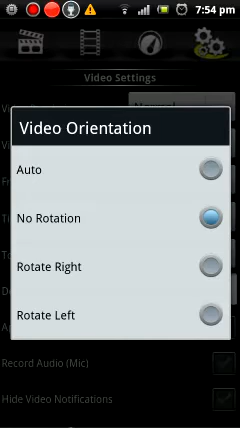 7:54 pm
Video Settings
Video Orientation
Auto
No Rotation
Rotate Right
Rotate Left
Record Audio (Mic)
Hide Video Notifications